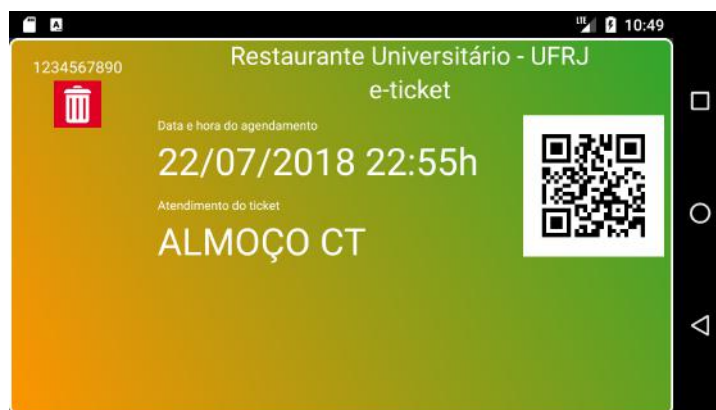 LTE 10:49
1234567890
Restaurante Universitário - UFRJ
e-ticket
Data e hora do agendamento
22/07/2018 22:55h
Atendimento do ticket
ALMOÇO CT